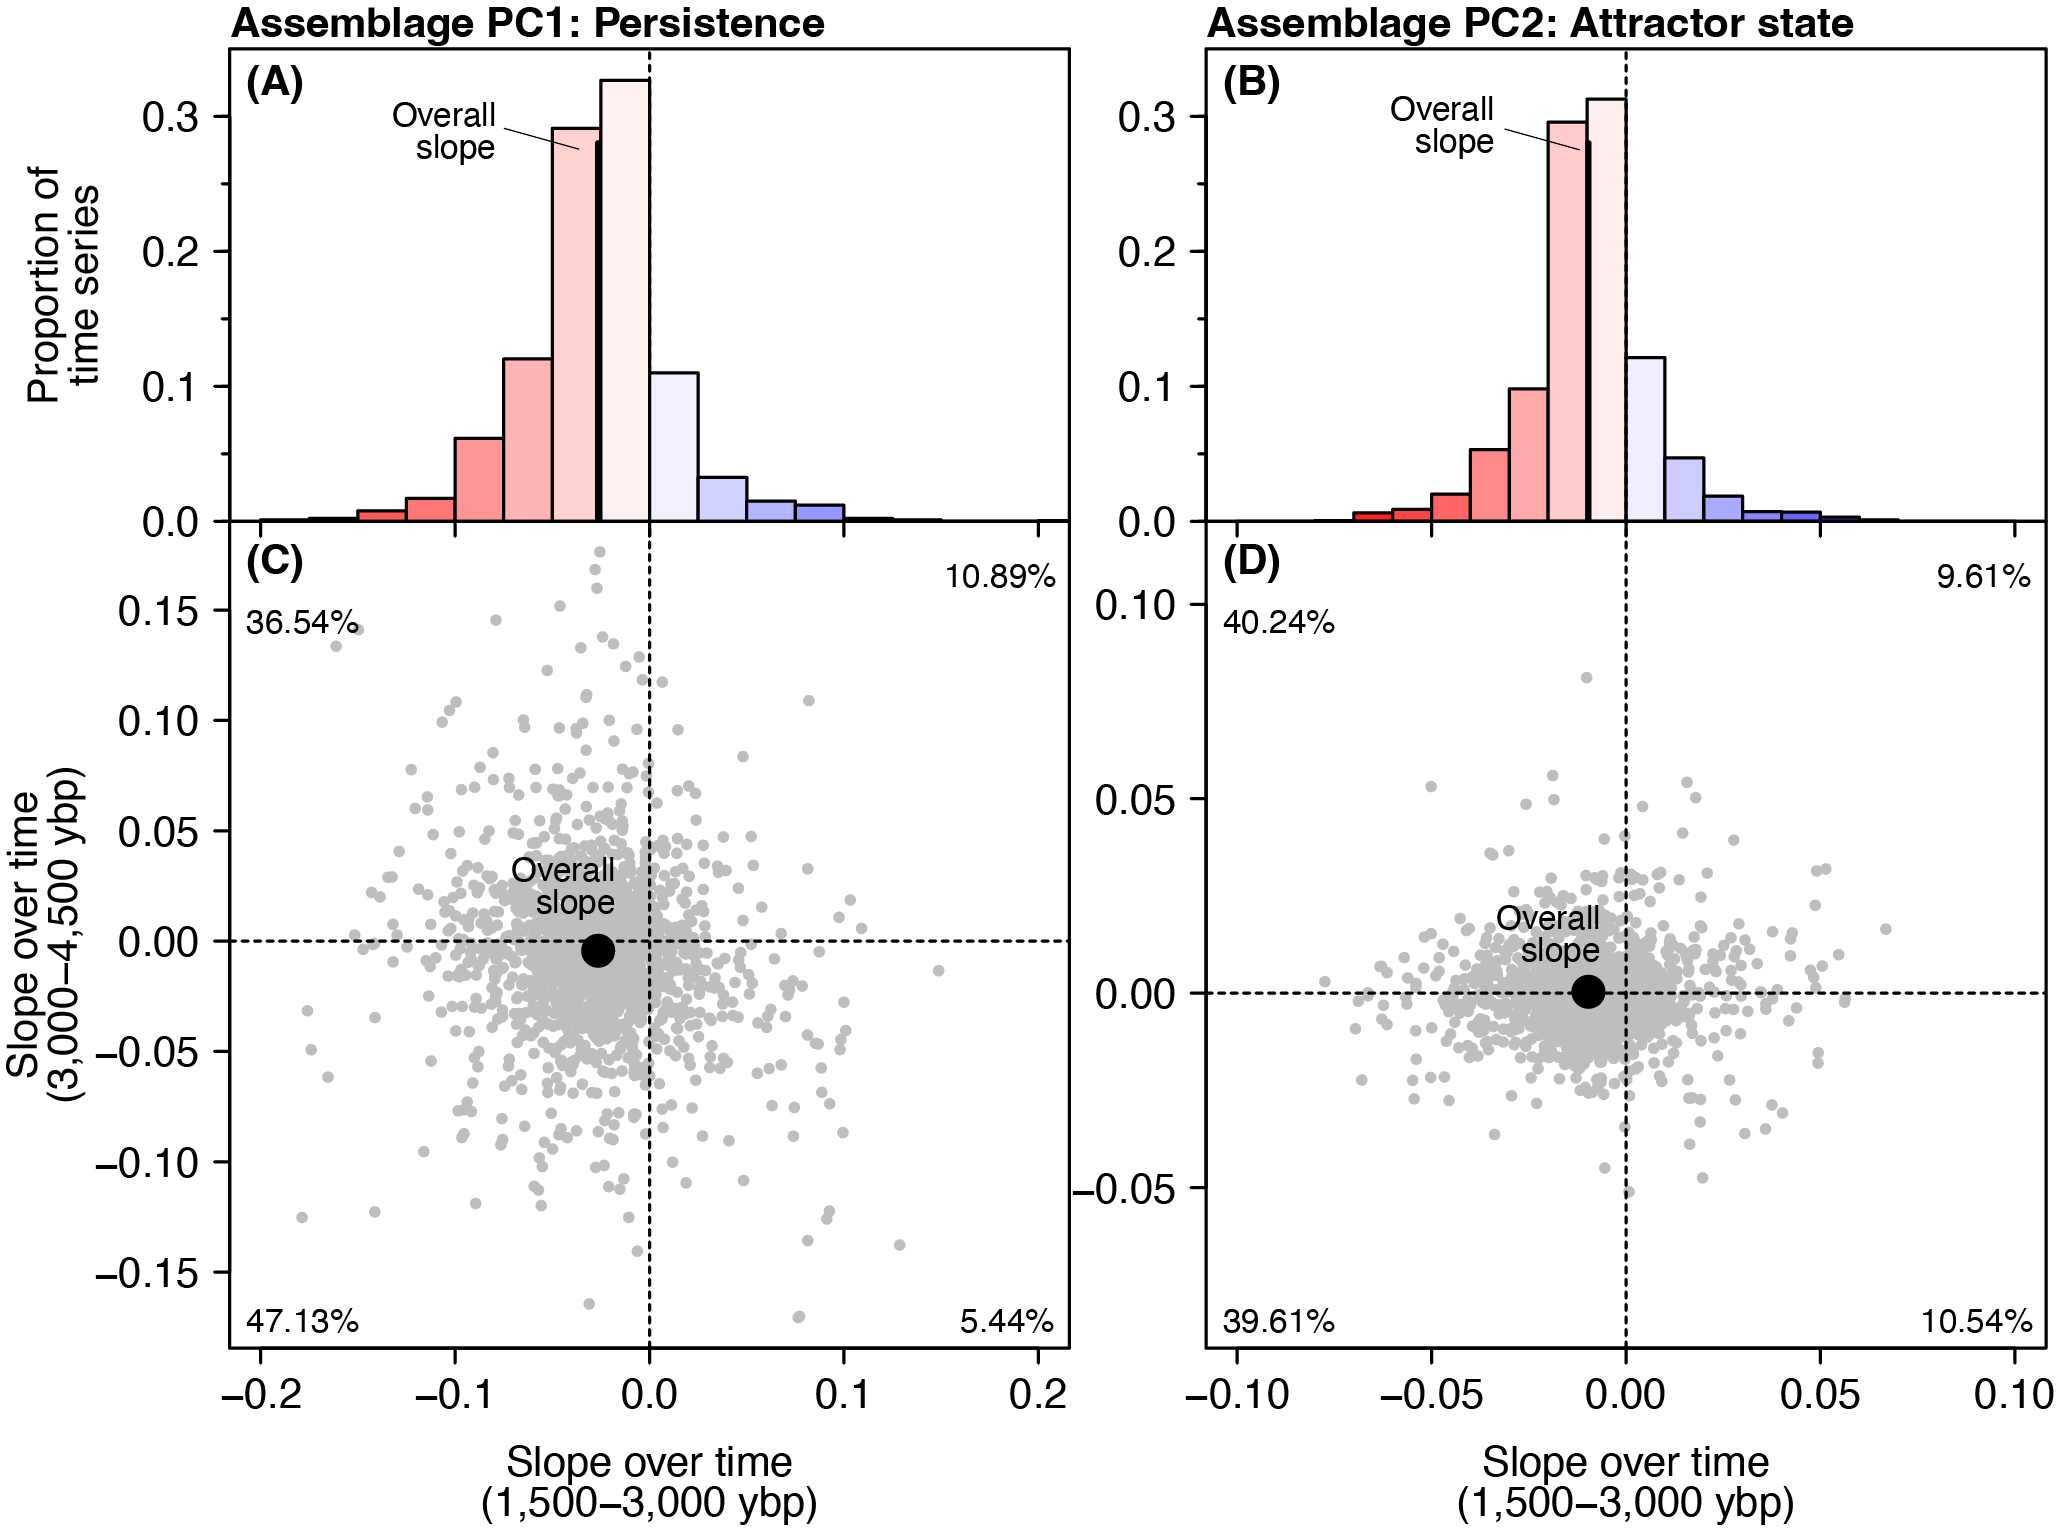 Assemblage PC1: Persistence
Assemblage PC2: Attractor state
(A)
Overall
slope
0.3
0.2
0.1
0.0
Proportion of
time series
(B)
Overall
slope
0.3
0.2
0.1
0.0
(C)
10.89%
36.54%
0.15
0.10
0.05
0.00
−0.05
−0.10
−0.15
Slope over time
(3,000−4,500 ybp)
Overall
slope
47.13%
5.44%
−0.2
−0.1
0.0
0.1
0.2
Slope over time
(1,500−3,000 ybp)
(D)
9.61%
40.24%
0.10
0.05
0.00
−0.05
Overall
slope
39.61%
10.54%
−0.10
−0.05
0.00
0.05
0.10
Slope over time
(1,500−3,000 ybp)